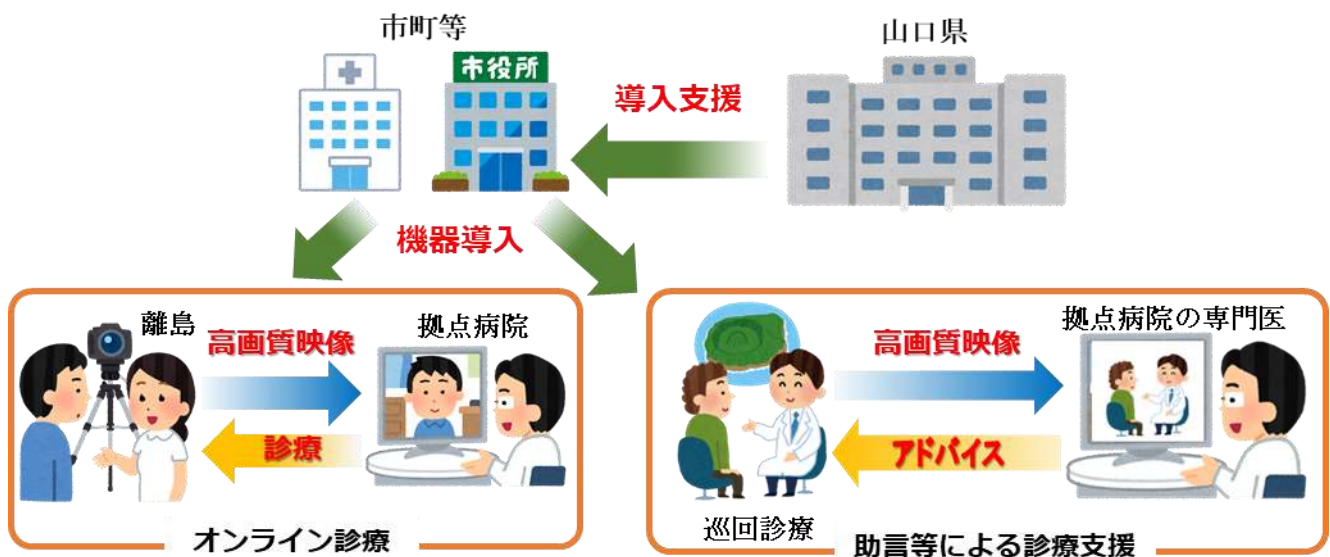 市町等
山口県
市役所
導入支援
機器導入
離島
高画質映像
拠点病院
診療
オンライン診療
高画質映像
拠点病院の専門医
アドバイス
巡回診療
助言等による診療支援